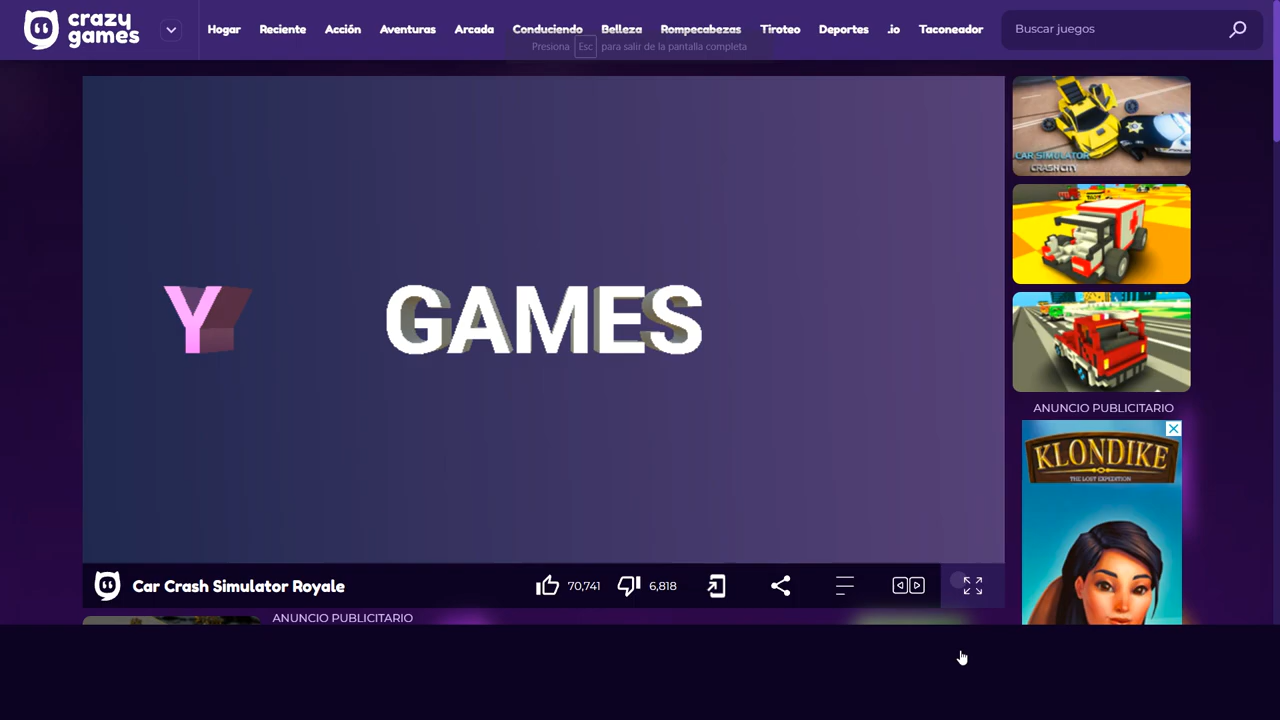 crazy games
Hogar Reciente Acción Aventuras Arcada Conduciendo Belleza Rompecabezas Tiroteo Deportes .io Taconeador
Buscar juegos
Presiona Esc para salir de la pantalla completa
Y GAMES
CAR SIMULATOR
CRASH CITY
ANUNCIO PUBLICITARIO
KLONDIKE
THE LOST EXPEDITION
Car Crash Simulator Royale
70,741 6,818
ANUNCIO PUBLICITARIO